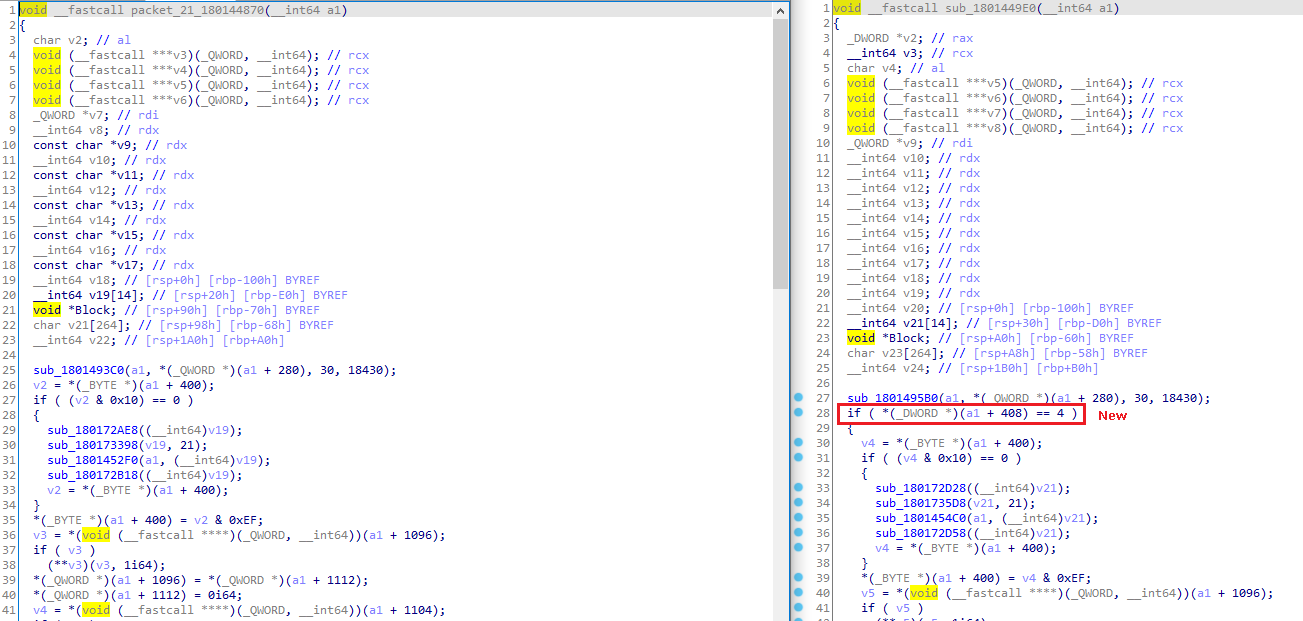 1 void __fastcall packet_21_180144870(__int64 a1)
2 {
3 char v2; // al
4 void (__fastcall ***v3)(_QWORD, __int64); // rcx
5 void (__fastcall ***v4)(_QWORD, __int64); // rcx
6 void (__fastcall ***v5)(_QWORD, __int64); // rcx
7 void (__fastcall ***v6)(_QWORD, __int64); // rcx
8 _QWORD *v7; // rdi
9 __int64 v8; // rdx
10 const char *v9; // rdx
11 __int64 v10; // rdx
12 const char *v11; // rdx
13 __int64 v12; // rdx
14 const char *v13; // rdx
15 __int64 v14; // rdx
16 const char *v15; // rdx
17 __int64 v16; // rdx
18 const char *v17; // rdx
19 __int64 v18; // [rsp+0h] [rbp-100h] BYREF
20 __int64 v19[14]; // [rsp+20h] [rbp-E0h] BYREF
21 void *Block; // [rsp+90h] [rbp-70h] BYREF
22 char v21[264]; // [rsp+98h] [rbp-68h] BYREF
23 __int64 v22; // [rsp+1A0h] [rbp+A0h]
24
25 sub_1801493C0(a1, *(_QWORD *)(a1 + 280), 30, 18430);
26 v2 = *(_BYTE *)(a1 + 400);
27 if ( (v2 & 0x10) == 0 )
28 {
29 sub_180172AE8((__int64)v19);
30 sub_180173398(v19, 21);
31 sub_1801452F0(a1, (__int64)v19);
32 sub_180172B18((__int64)v19);
33 v2 = *(_BYTE *)(a1 + 400);
34 }
35 *(_BYTE *)(a1 + 400) = v2 & 0xEF;
36 v3 = *(void (__fastcall ****)(_QWORD, __int64))(a1 + 1096);
37 if ( v3 )
38 (**v3)(v3, 1i64);
39 *(_QWORD *)(a1 + 1096) = *(_QWORD *)(a1 + 1112);
40 *(_QWORD *)(a1 + 1112) = 0i64;
41 v4 = *(void (__fastcall ****)(_QWORD, __int64))(a1 + 1104);
1 void __fastcall sub_1801449E0(__int64 a1)
2 {
3 _DWORD *v2; // rax
4 __int64 v3; // rcx
5 char v4; // al
6 void (__fastcall ***v5)(_QWORD, __int64); // rcx
7 void (__fastcall ***v6)(_QWORD, __int64); // rcx
8 void (__fastcall ***v7)(_QWORD, __int64); // rcx
9 void (__fastcall ***v8)(_QWORD, __int64); // rcx
10 _QWORD *v9; // rdi
11 __int64 v10; // rdx
12 __int64 v11; // rdx
13 __int64 v12; // rdx
14 __int64 v13; // rdx
15 __int64 v14; // rdx
16 __int64 v15; // rdx
17 __int64 v16; // rdx
18 __int64 v17; // rdx
19 __int64 v18; // rdx
20 __int64 v19; // rdx
21 __int64 v20; // [rsp+0h] [rbp-100h] BYREF
22 __int64 v21[14]; // [rsp+30h] [rbp-D0h] BYREF
23 void *Block; // [rsp+A0h] [rbp-60h] BYREF
24 char v23[264]; // [rsp+A8h] [rbp-58h] BYREF
25 __int64 v24; // [rsp+1B0h] [rbp+B0h]
26
27 sub_1801495B0(a1, *(_QWORD *)(a1 + 280), 30, 18430);
28 if ( *(_DWORD *)(a1 + 408) == 4 ) New
29 {
30 v4 = *(_BYTE *)(a1 + 400);
31 if ( (v4 & 0x10) == 0 )
32 {
33 sub_180172D28((__int64)v21);
34 sub_1801735D8(v21, 21);
35 sub_1801454C0(a1, (__int64)v21);
36 sub_180172D58((__int64)v21);
37 v4 = *(_BYTE *)(a1 + 400);
38 }
39 *(_BYTE *)(a1 + 400) = v4 & 0xEF;
40 v5 = *(void (__fastcall ****)(_QWORD, __int64))(a1 + 1096);
41 if ( v5 )